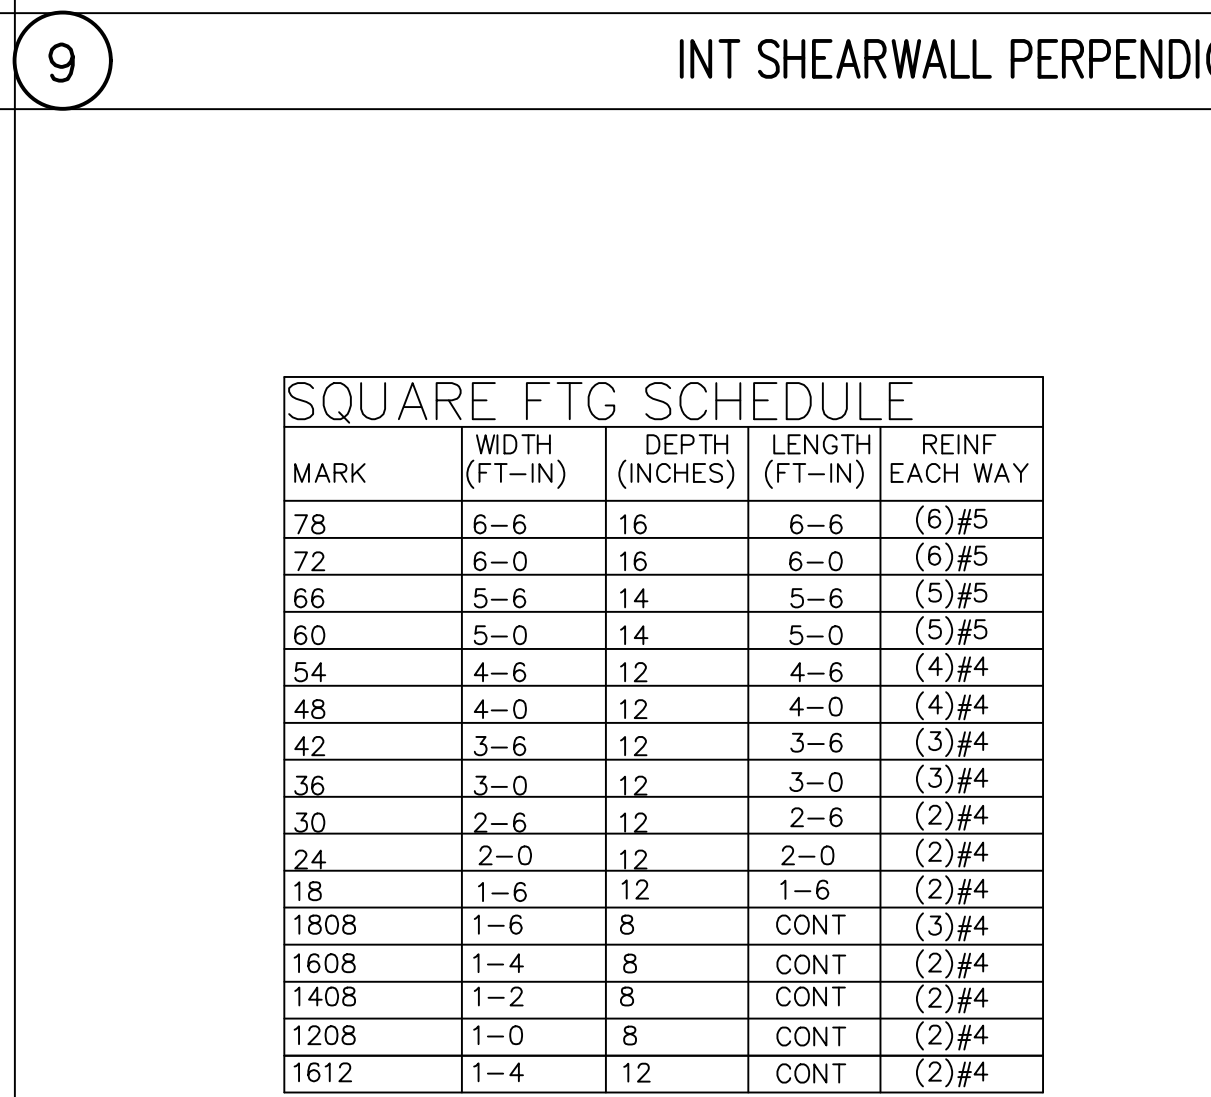 9
INT SHEARWALL PERPENDIC
SQUARE FTG SCHEDULE
MARK WIDTH (FT-IN) DEPTH (INCHES) LENGTH (FT-IN) REINF EACH WAY
78 6-6 16 6-6 (6)#5
72 6-0 16 6-0 (6)#5
66 5-6 14 5-6 (5)#5
60 5-0 14 5-0 (5)#5
54 4-6 12 4-6 (4)#4
48 4-0 12 4-0 (4)#4
42 3-6 12 3-6 (3)#4
36 3-0 12 3-0 (3)#4
30 2-6 12 2-6 (2)#4
24 2-0 12 2-0 (2)#4
18 1-6 12 1-6 (2)#4
1808 1-6 8 CONT (3)#4
1608 1-4 8 CONT (2)#4
1408 1-2 8 CONT (2)#4
1208 1-0 8 CONT (2)#4
1612 1-4 12 CONT (2)#4